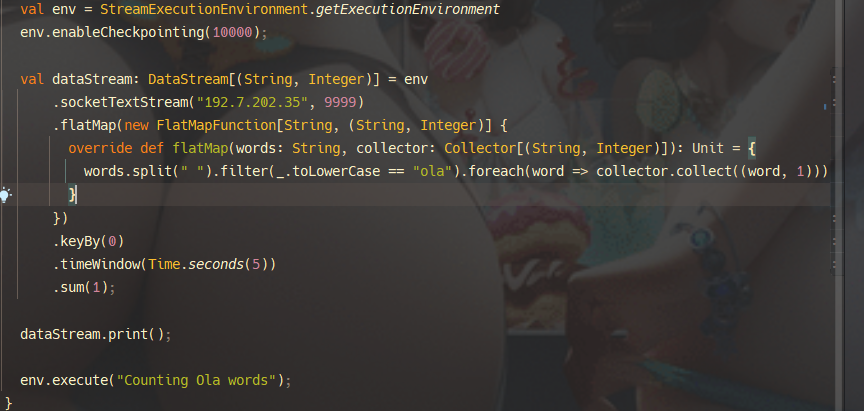 val env = StreamExecutionEnvironment.getExecutionEnvironment
env.enableCheckpointing(10000);
val dataStream: DataStream[(String, Integer)] = env
.socketTextStream("192.7.202.35", 9999)
.flatMap(new FlatMapFunction[String, (String, Integer)] {
override def flatMap(words: String, collector: Collector[(String, Integer)]): Unit = {
words.split(" ").filter(_.toLowerCase == "ola").foreach(word => collector.collect((word, 1)))
}
})
.keyBy(0)
.timeWindow(Time.seconds(5))
.sum(1);
dataStream.print();
env.execute("Counting Ola words");
}